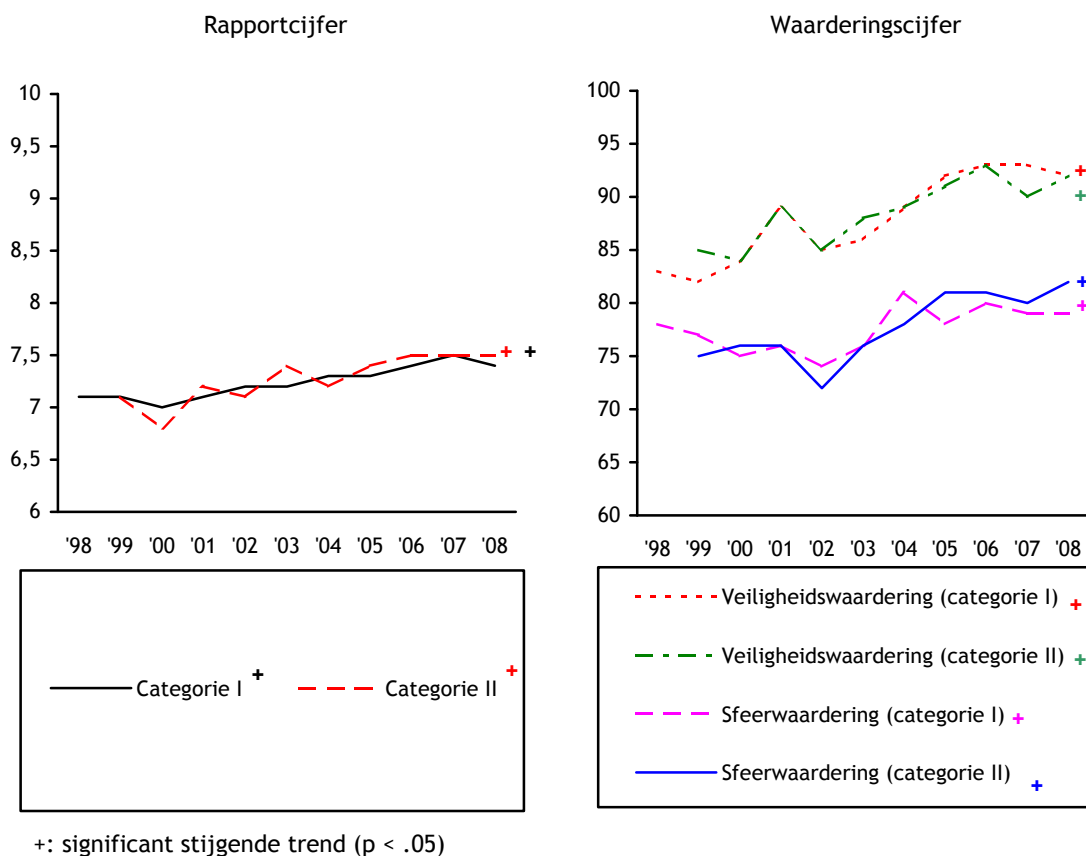 Rapportcijfer
10
9,5
9
8,5
8
7,5
7
6,5
6
'98 '99 '00 '01 '02 '03 '04 '05 '06 '07 '08
+ +
Categorie I + Categorie II +
+: significant stijgende trend (p < .05)
Waarderingscijfer
100
95
90
85
80
75
70
65
60
'98 '99 '00 '01 '02 '03 '04 '05 '06 '07 '08
+
+
+
+
Veiligheidswaardering (categorie I) +
Veiligheidswaardering (categorie II) +
Sfeerwaardering (categorie I) +
Sfeerwaardering (categorie II) +